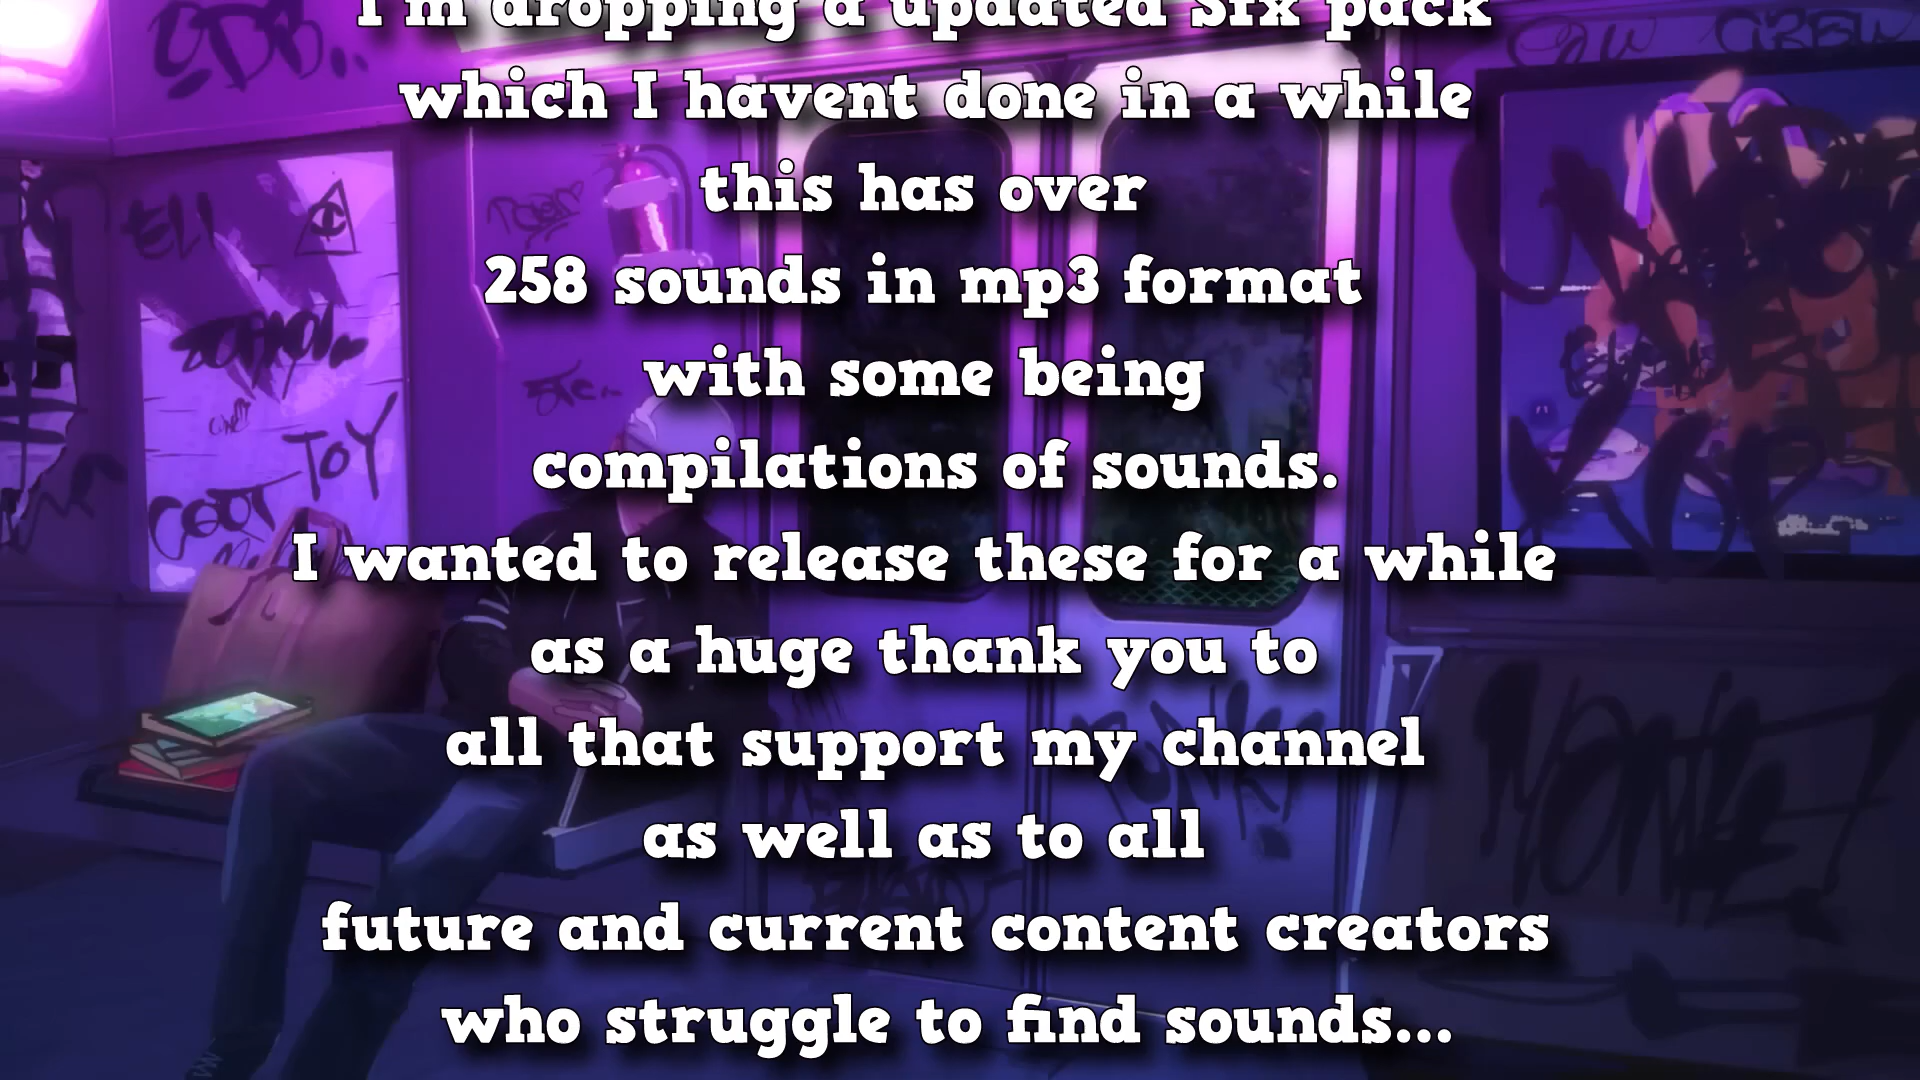 I'm dropping a updated Sfx pack
which I havent done in a while
this has over
258 sounds in mp3 format
with some being
compilations of sounds.
I wanted to release these for a while
as a huge thank you to
all that support my channel
as well as to all
future and current content creators
who struggle to find sounds...
TOY